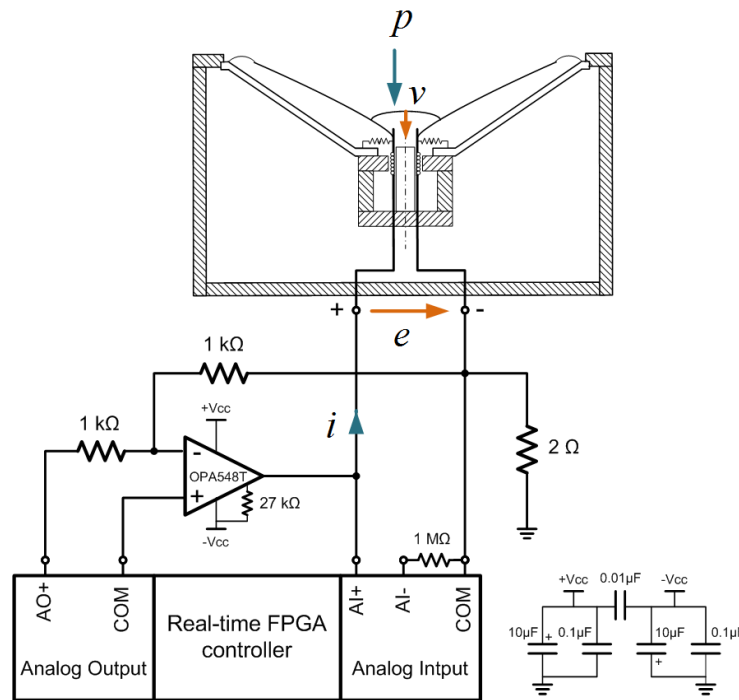 p
v
+
-
e
1 kΩ
1 kΩ
+Vcc
i
-
OPA548T
+
27 kΩ
-Vcc
2 Ω
1 MΩ
AO+
COM
AI+
AI-
COM
Real-time FPGA
controller
Analog Output
Analog Intput
+Vcc
0.01µF
-Vcc
10µF
+
0.1µF
10µF
+
0.1µ